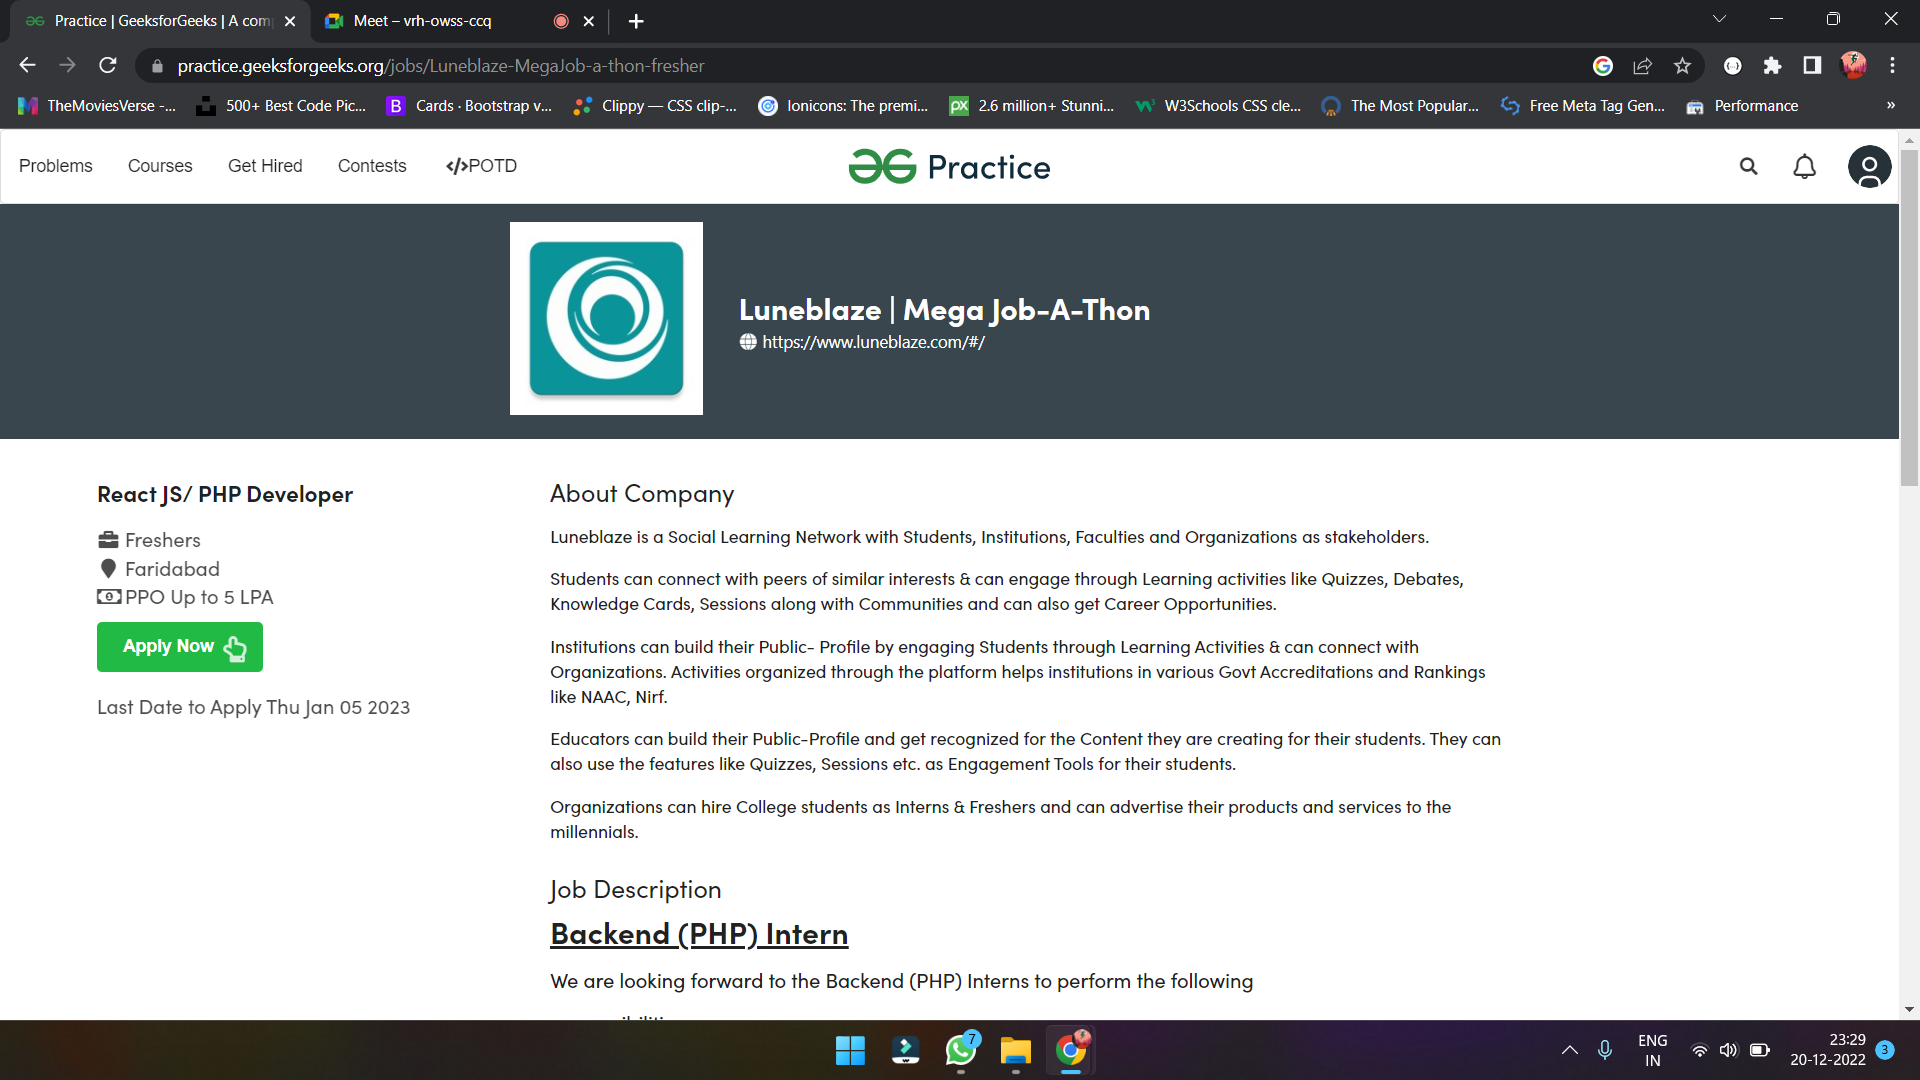 Practice | GeeksforGeeks | A com
Meet – vrh-owss-ccq
practice.geeksforgeeks.org/jobs/Luneblaze-MegaJob-a-thon-fresher
TheMoviesVerse -...
500+ Best Code Pic...
B
Cards · Bootstrap v...
Clippy — CSS clip-...
Ionicons: The premi...
px
2.6 million+ Stunni...
W3Schools CSS cle...
The Most Popular...
Free Meta Tag Gen...
Performance
»
Problems
Courses
Get Hired
Contests
</>POTD
Practice
Luneblaze | Mega Job-A-Thon
https://www.luneblaze.com/#/
React JS/ PHP Developer
Freshers
Faridabad
PPO Up to 5 LPA
Apply Now
Last Date to Apply Thu Jan 05 2023
About Company
Luneblaze is a Social Learning Network with Students, Institutions, Faculties and Organizations as stakeholders.
Students can connect with peers of similar interests & can engage through Learning activities like Quizzes, Debates,
Knowledge Cards, Sessions along with Communities and can also get Career Opportunities.
Institutions can build their Public- Profile by engaging Students through Learning Activities & can connect with
Organizations. Activities organized through the platform helps institutions in various Govt Accreditations and Rankings
like NAAC, Nirf.
Educators can build their Public-Profile and get recognized for the Content they are creating for their students. They can
also use the features like Quizzes, Sessions etc. as Engagement Tools for their students.
Organizations can hire College students as Interns & Freshers and can advertise their products and services to the
millennials.
Job Description
Backend (PHP) Intern
We are looking forward to the Backend (PHP) Interns to perform the following
7
ENG
IN
23:29
20-12-2022
3